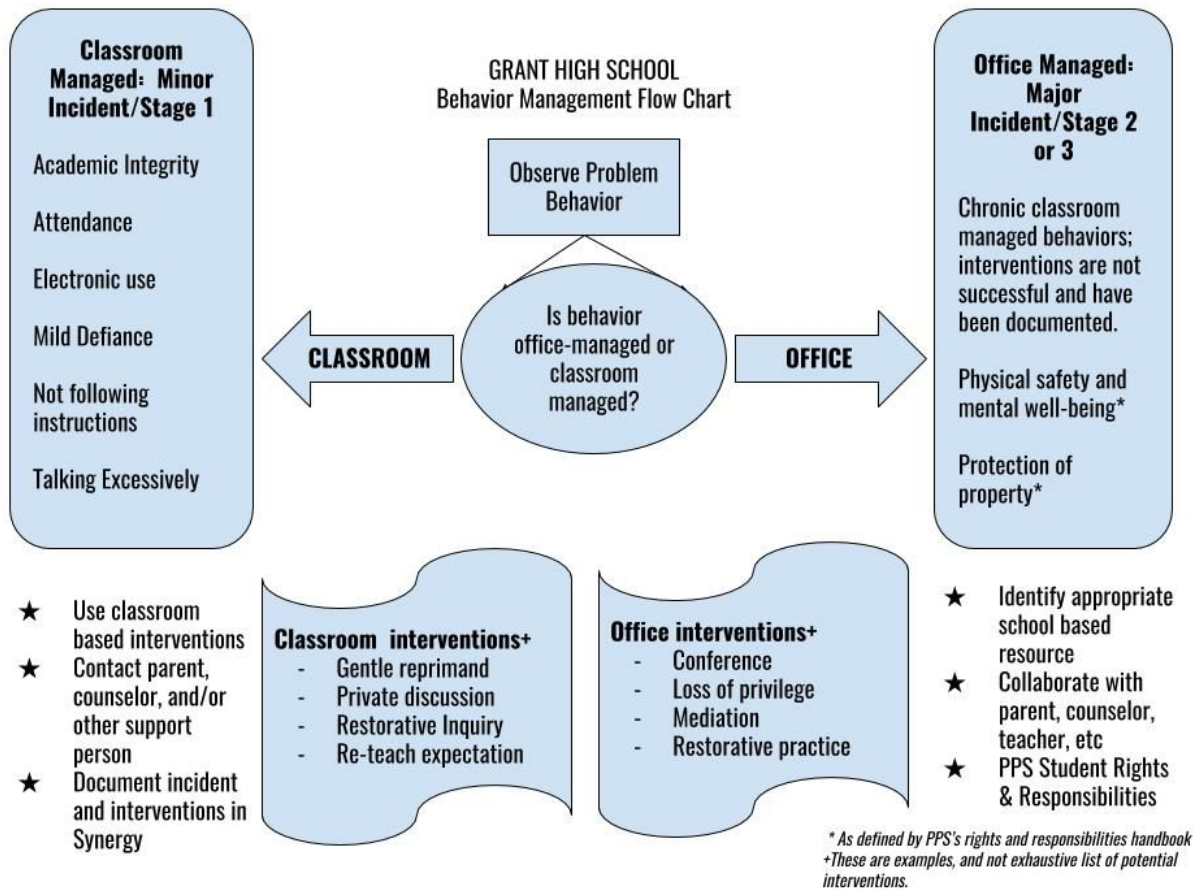 GRANT HIGH SCHOOL
Behavior Management Flow Chart
Observe Problem
Behavior
Is behavior
office-managed or
classroom
managed?
CLASSROOM
OFFICE
Classroom
Managed: Minor
Incident/Stage 1
Academic Integrity
Attendance
Electronic use
Mild Defiance
Not following
instructions
Talking Excessively
Office Managed:
Major
Incident/Stage 2
or 3
Chronic classroom
managed behaviors;
interventions are not
successful and have
been documented.
Physical safety and
mental well-being*
Protection of
property*
★ Use classroom
based interventions
★ Contact parent,
counselor, and/or
other support
person
★ Document incident
and interventions in
Synergy
Classroom interventions+
- Gentle reprimand
- Private discussion
- Restorative Inquiry
- Re-teach expectation
Office interventions+
- Conference
- Loss of privilege
- Mediation
- Restorative practice
★ Identify appropriate
school based
resource
★ Collaborate with
parent, counselor,
teacher, etc
★ PPS Student Rights
& Responsibilities
* As defined by PPS's rights and responsibilities handbook
+These are examples, and not exhaustive list of potential
interventions.